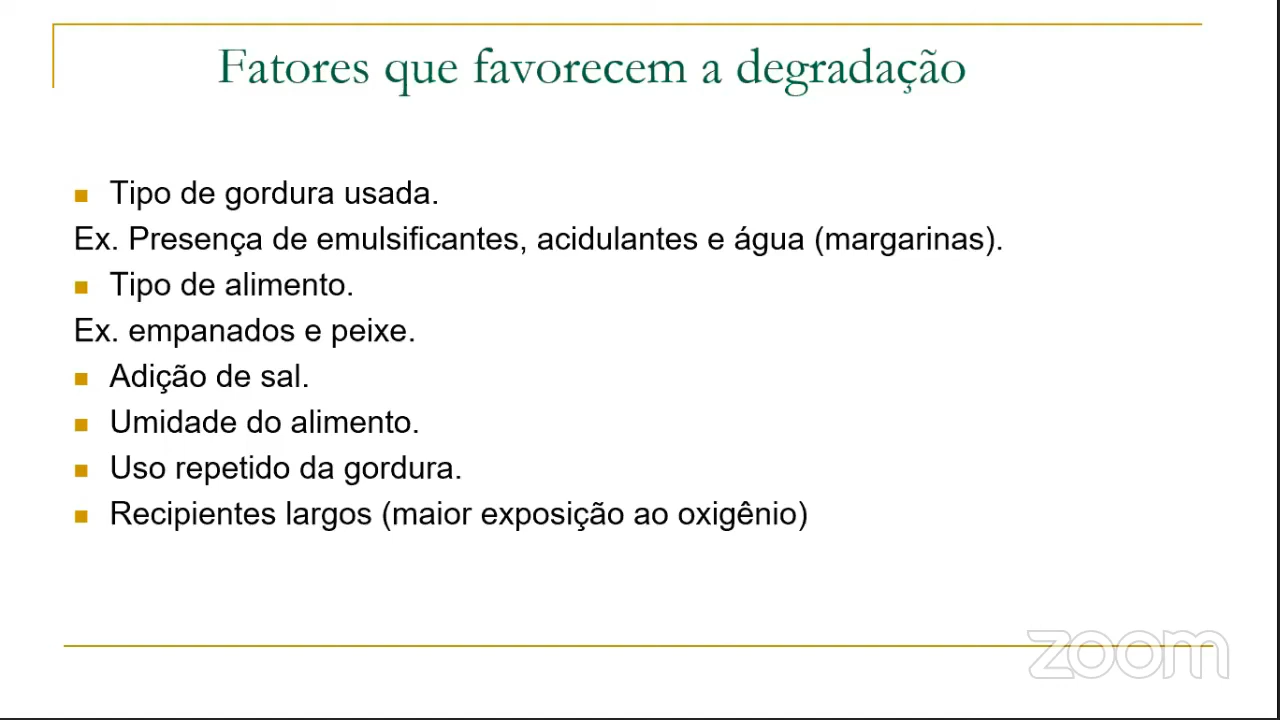 Fatores que favorecem a degradação
Tipo de gordura usada.
Ex. Presença de emulsificantes, acidulantes e água (margarinas).
Tipo de alimento.
Ex. empanados e peixe.
Adição de sal.
Umidade do alimento.
Uso repetido da gordura.
Recipientes largos (maior exposição ao oxigênio)
zoom